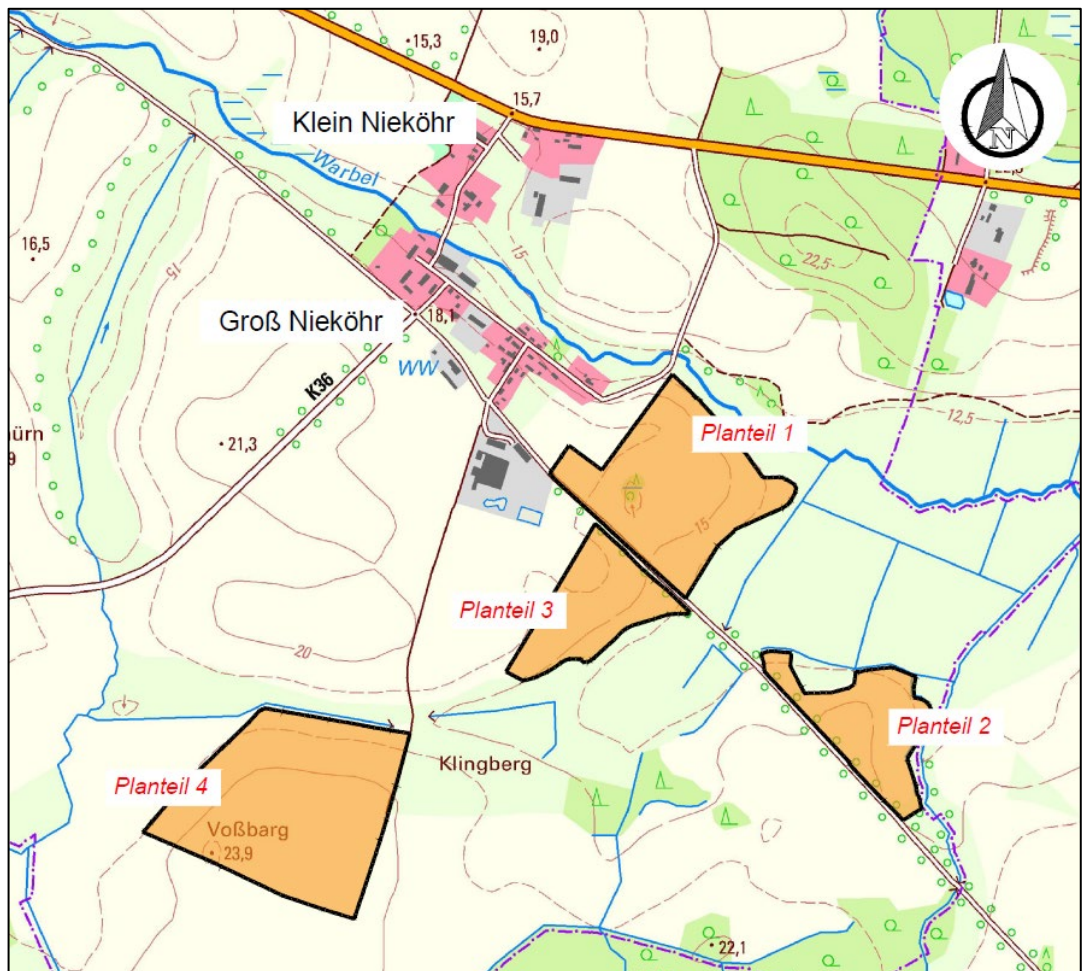 15,3
19,0
15,7
Klein Nieköhr
Warbel
N
16,5
15
15
22,5
Groß Nieköhr
18,1
WW
K36
21,3
12,5
Planteil 1
15
Planteil 3
20
Planteil 2
Klingberg
Planteil 4
Voßbarg
23,9
22,1